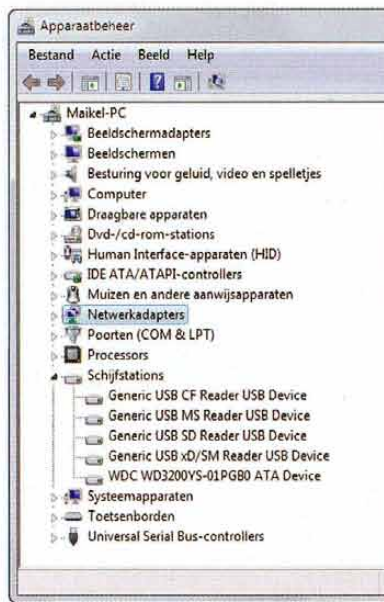 Apparaatbeheer
Bestand Actie Beeld Help
Maikel-PC
Beeldschermadapters
Beeldschermen
Besturing voor geluid, video en spelletjes
Computer
Draagbare apparaten
Dvd-/cd-rom-stations
Human Interface-apparaten (HID)
IDE ATA/ATAPI-controllers
Muizen en andere aanwijsapparaten
Netwerkadapters
Poorten (COM & LPT)
Processors
Schijfstations
Generic USB CF Reader USB Device
Generic USB MS Reader USB Device
Generic USB SD Reader USB Device
Generic USB xD/SM Reader USB Device
WDC WD3200YS-01PGB0 ATA Device
Systeemapparaten
Toetsenborden
Universal Serial Bus-controllers